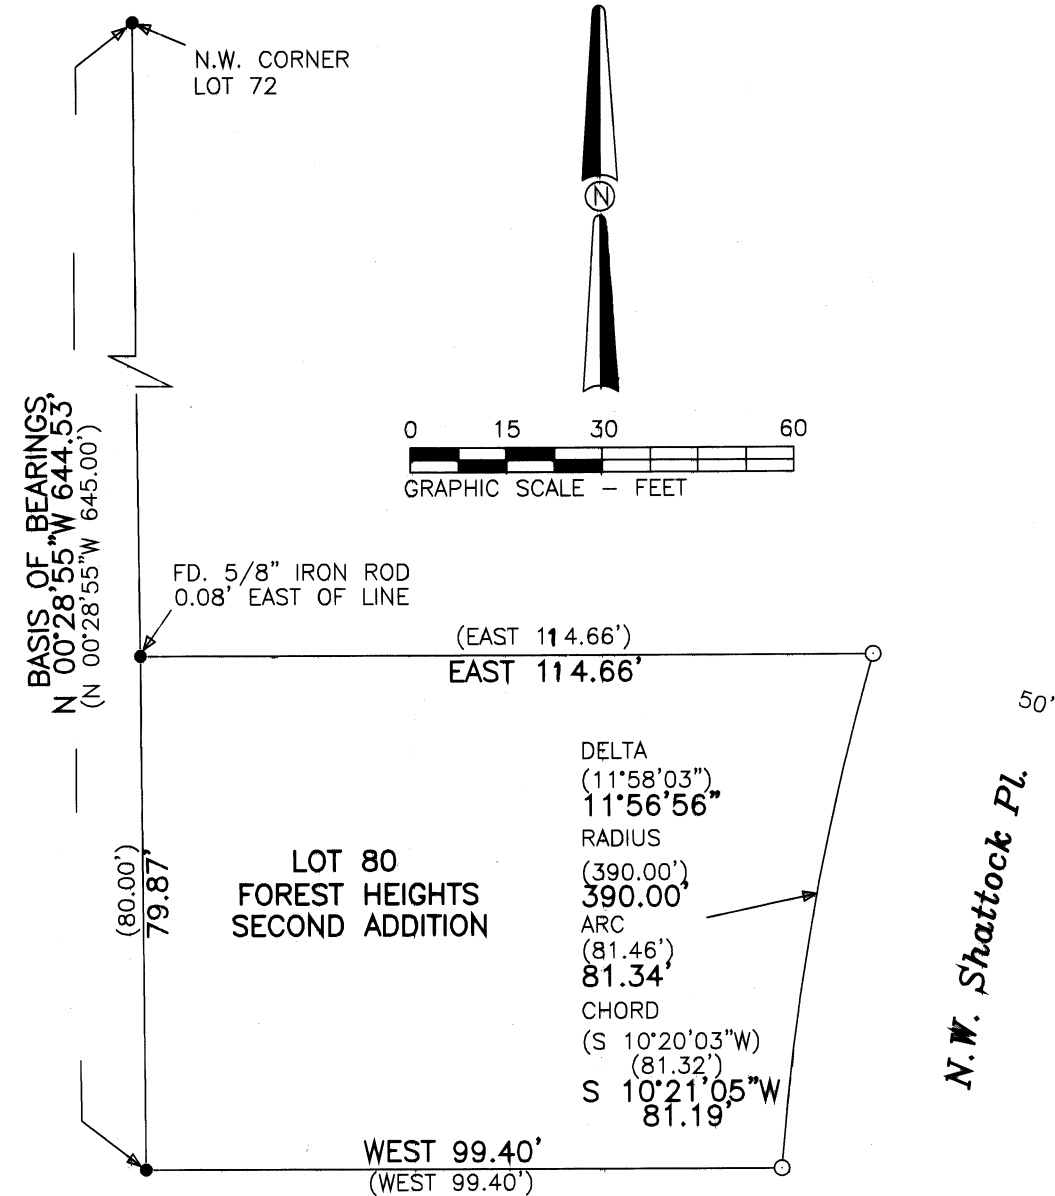 N.W. CORNER
LOT 72
N
0 15 30 60
GRAPHIC SCALE – FEET
BASIS OF BEARINGS,
N 00°28'55"W 644.53'
(N 00°28'55"W 645.00')
FD. 5/8" IRON ROD
0.08' EAST OF LINE
(EAST 114.66')
EAST 114.66'
50'
DELTA
(11°58'03")
11°56'56"
RADIUS
(390.00')
390.00'
ARC
(81.46')
81.34'
CHORD
(S 10°20'03"W)
(81.32')
S 10°21'05"W
81.19'
(80.00')
79.87'
LOT 80
FOREST HEIGHTS
SECOND ADDITION
N.W. Shattock Pl.
WEST 99.40'
(WEST 99.40')